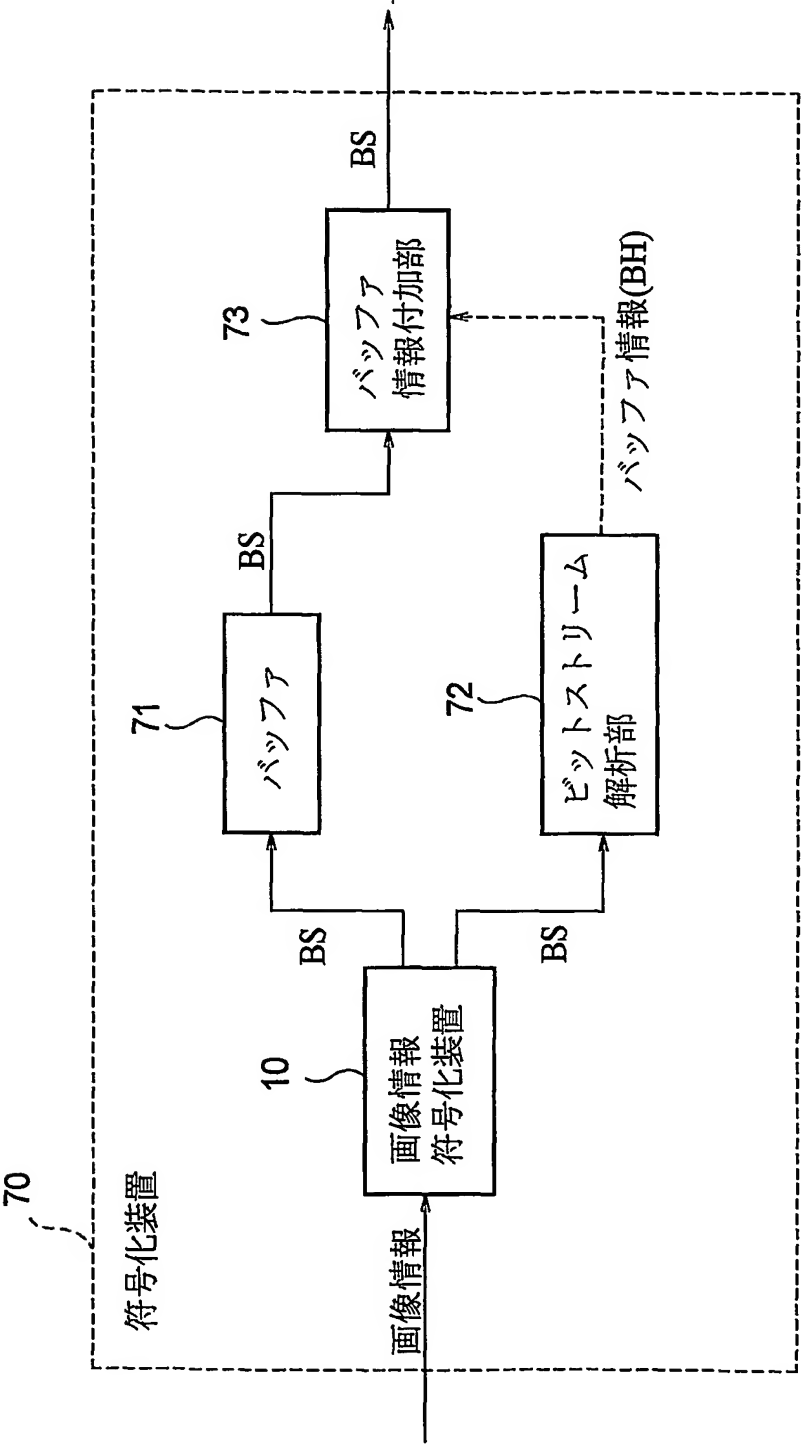 70
符号化装置
画像情報
10
画像情報
符号化装置
BS
BS
71
バッファ
72
ビットストリーム
解析部
BS
バッファ情報(BH)
73
バッファ
情報付加部
BS